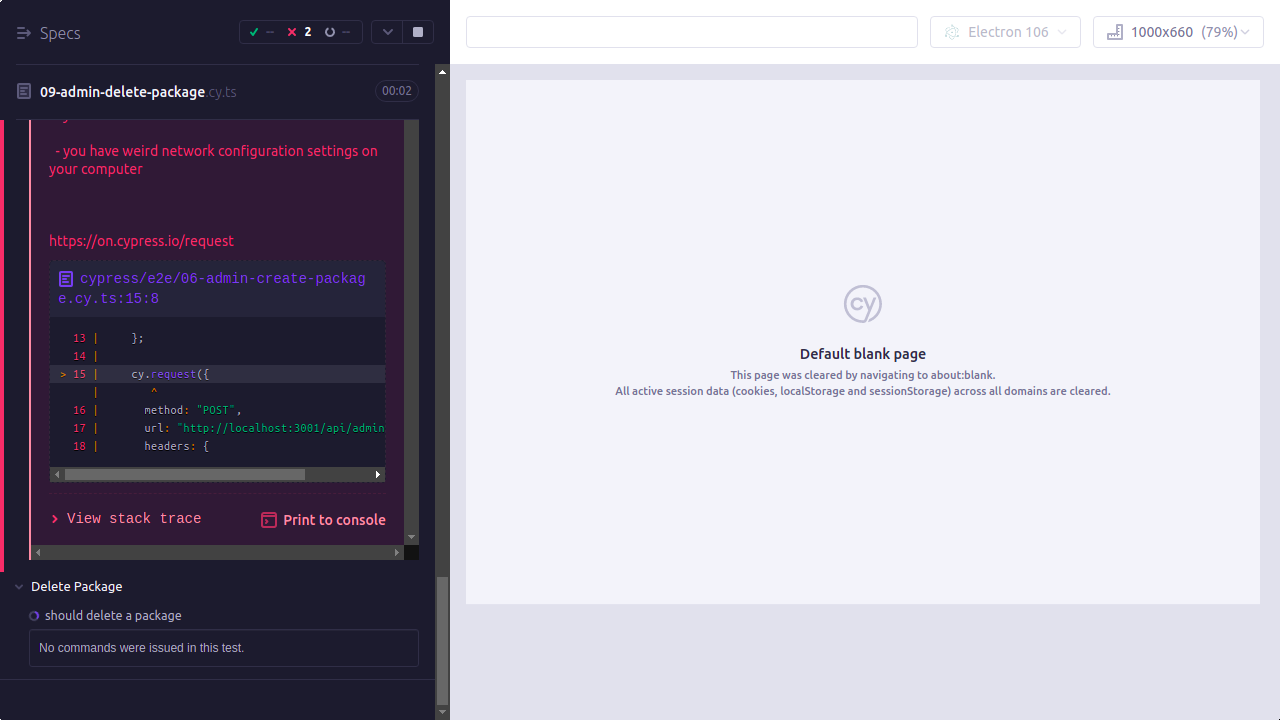 Specs
--
2
--
Electron 106
1000x660 (79%)
09-admin-delete-package.cy.ts
00:02
- you have weird network configuration settings on
your computer
https://on.cypress.io/request
cypress/e2e/06-admin-create-packag
e.cy.ts:15:8
13 | };
14 |
> 15 | cy.request({
| ^
16 | method: "POST",
17 | url: "http://localhost:3001/api/admin
18 | headers: {
View stack trace
Print to console
Delete Package
should delete a package
No commands were issued in this test.
cy
Default blank page
This page was cleared by navigating to about:blank.
All active session data (cookies, localStorage and sessionStorage) across all domains are cleared.